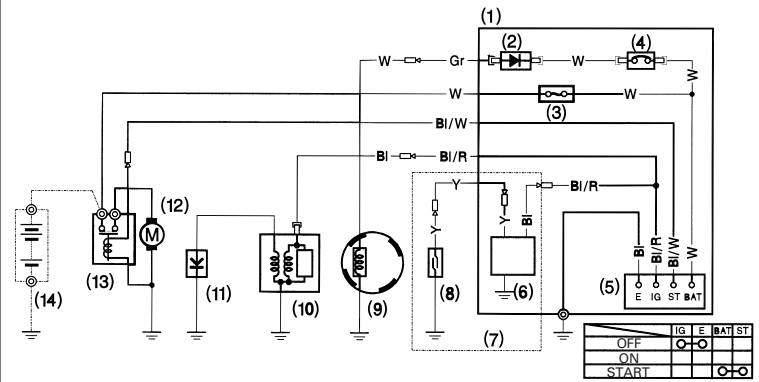 (1)
(2)
(4)
W
Gr
W
W
W
W
(3)
Bl/W
Bl
Bl/R
Y
Bl/R
(12)
Y
Y
Bl
Bl
Bl/R
Bl/W
W
M
(14)
(13)
(11)
(10)
(9)
(8)
(6)
(5)
E IG ST BAT
(7)
IG E BAT ST
OFF
ON
START